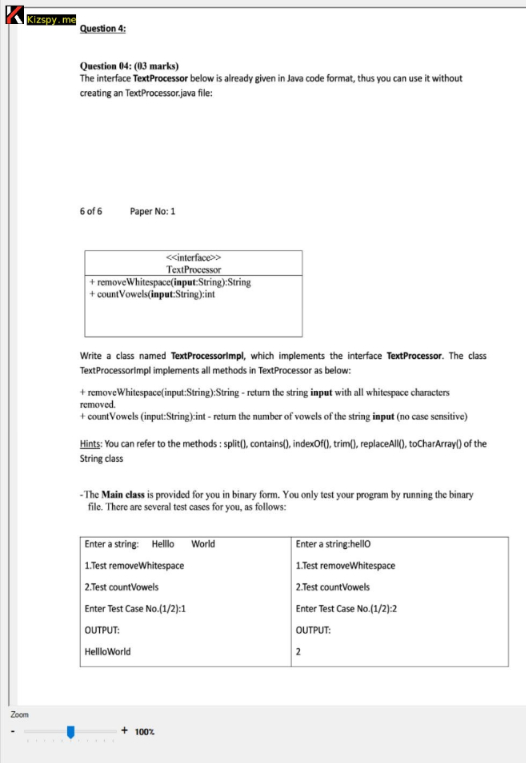 Kizspy.me
Question 4:
Question 04: (03 marks)
The interface TextProcessor below is already given in Java code format, thus you can use it without
creating an TextProcessor.java file:
6 of 6 Paper No: 1
<<interface>>
TextProcessor
+ removeWhitespace(input:String):String
+ countVowels(input:String):int
Write a class named TextProcessorImpl, which implements the interface TextProcessor. The class
TextProcessorImpl implements all methods in TextProcessor as below:
+ removeWhitespace(input:String):String - return the string input with all whitespace characters
removed.
+ countVowels (input:String):int - return the number of vowels of the string input (no case sensitive)
Hints: You can refer to the methods : split(), contains(), indexOf(), trim(), replaceAll(), toCharArray() of the
String class
-The Main class is provided for you in binary form. You only test your program by running the binary
file. There are several test cases for you, as follows:
Enter a string: Helllo World
1.Test removeWhitespace
2.Test countVowels
Enter Test Case No.(1/2):1
OUTPUT:
HellloWorld
Enter a string:hellO
1.Test removeWhitespace
2.Test countVowels
Enter Test Case No.(1/2):2
OUTPUT:
2
Zoom
- + 100%